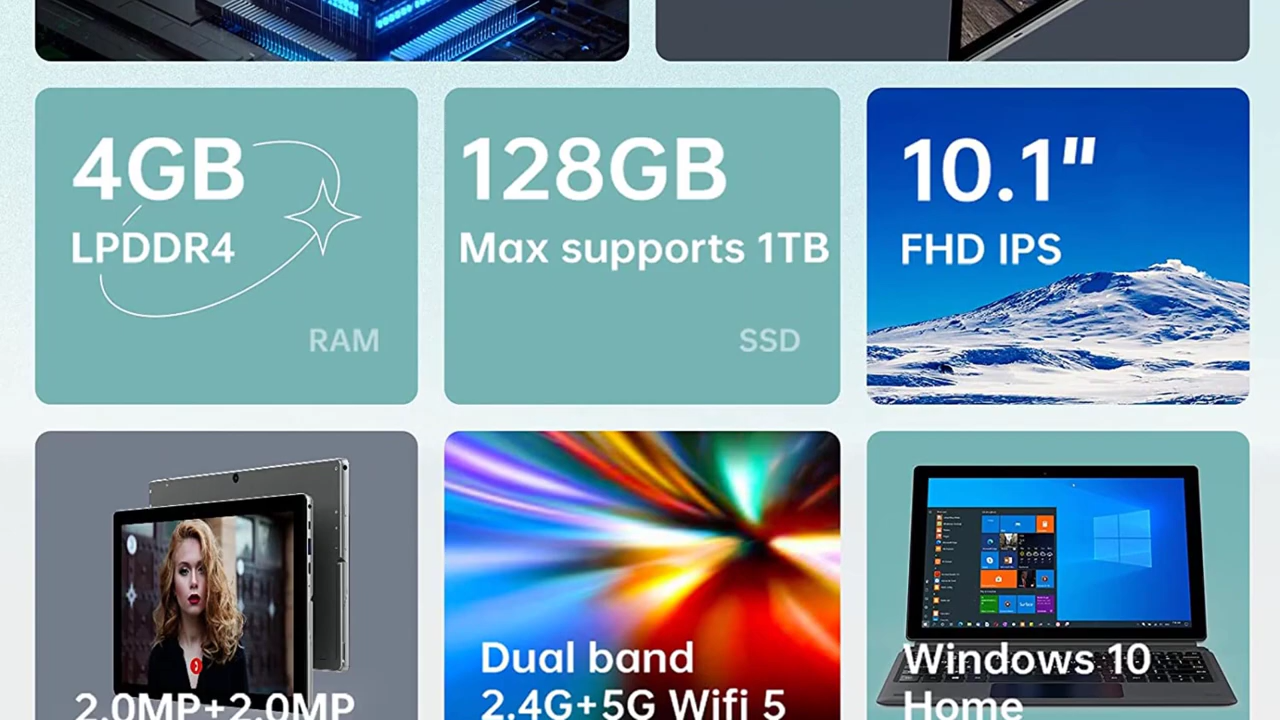 4GB
LPDDR4
RAM
128GB
Max supports 1TB
SSD
10.1"
FHD IPS
2.0MP+2.0MP
Dual band
2.4G+5G Wifi 5
Windows 10
Home